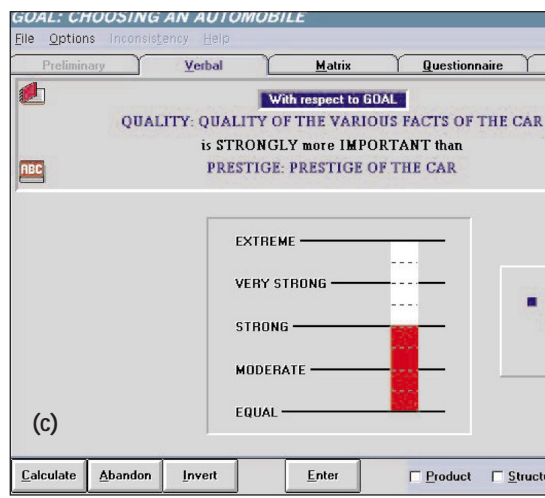 GOAL: CHOOSING AN AUTOMOBILE
File Options Inconsistency Help
Preliminary Verbal Matrix Questionnaire
With respect to GOAL
QUALITY: QUALITY OF THE VARIOUS FACTS OF THE CAR
is STRONGLY more IMPORTANT than
ABC
PRESTIGE: PRESTIGE OF THE CAR
EXTREME
VERY STRONG
STRONG
MODERATE
EQUAL
(c)
Calculate Abandon Invert Enter Product Structu